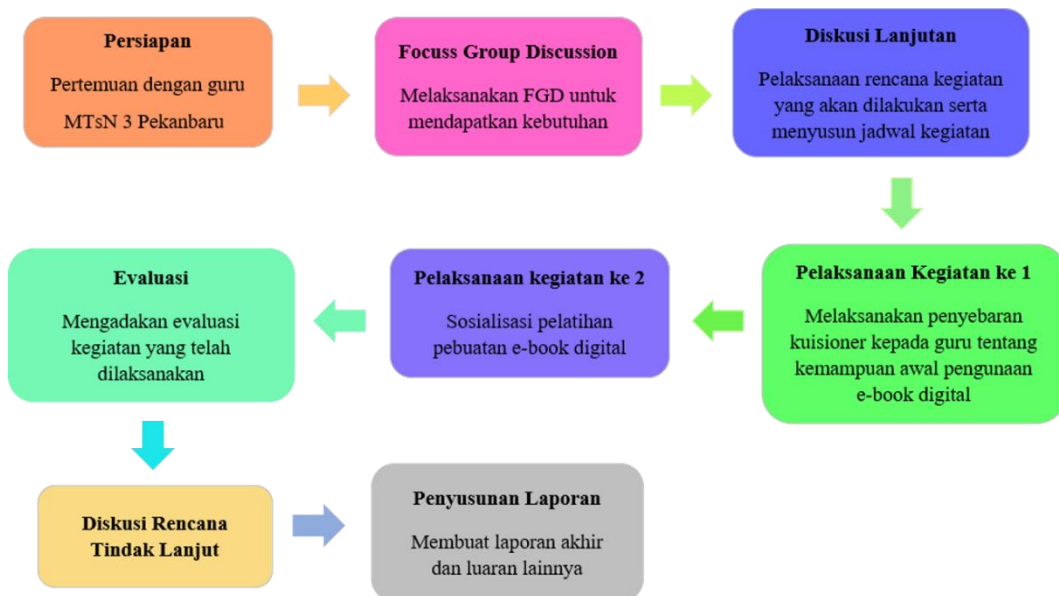 Persiapan
Pertemuan dengan guru
MTsN 3 Pekanbaru
Focuss Group Discussion
Melaksanakan FGD untuk
mendapatkan kebutuhan
Diskusi Lanjutan
Pelaksanaan rencana kegiatan
yang akan dilakukan serta
menyusun jadwal kegiatan
Pelaksanaan Kegiatan ke 1
Melaksanakan penyebaran
kuisioner kepada guru tentang
kemampuan awal pengunaan
e-book digital
Pelaksanaan kegiatan ke 2
Sosialisasi pelatihan
pebuatan e-book digital
Evaluasi
Mengadakan evaluasi
kegiatan yang telah
dilaksanakan
Diskusi Rencana
Tindak Lanjut
Penyusunan Laporan
Membuat laporan akhir
dan luaran lainnya